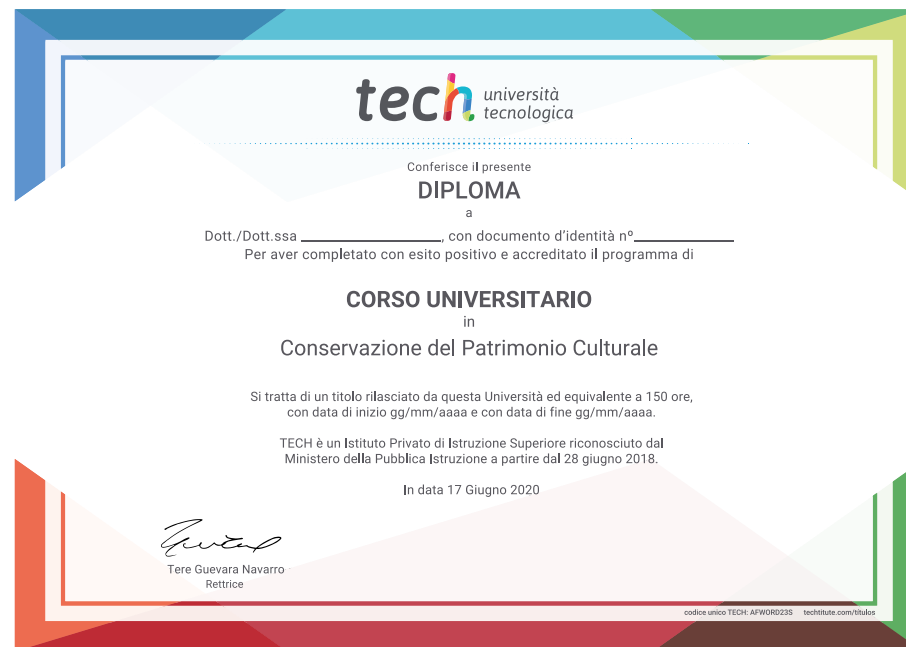 tech università
tecnologica
Conferisce il presente
DIPLOMA
a
Dott./Dott.ssa ____________________, con documento d'identità nº______________
Per aver completato con esito positivo e accreditato il programma di
CORSO UNIVERSITARIO
in
Conservazione del Patrimonio Culturale
Si tratta di un titolo rilasciato da questa Università ed equivalente a 150 ore,
con data di inizio gg/mm/aaaa e con data di fine gg/mm/aaaa.
TECH è un Istituto Privato di Istruzione Superiore riconosciuto dal
Ministero della Pubblica Istruzione a partire dal 28 giugno 2018.
In data 17 Giugno 2020
Tere Guevara Navarro
Rettrice
codice unico TECH: AFWORD23S techtitute.com/títulos